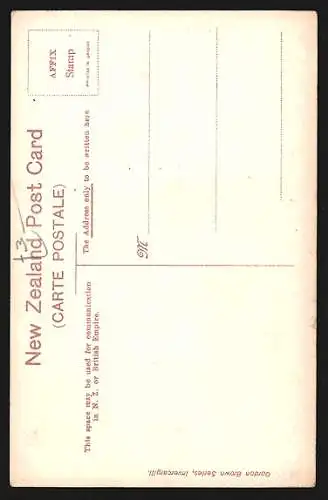 New Zealand Post Card
(CARTE POSTALE)
AFFIX
Stamp
This space may be used for communication
in N. Z. or British Empire.
The Address only to be written here
M
Gordon Brown Series, Invercargill.